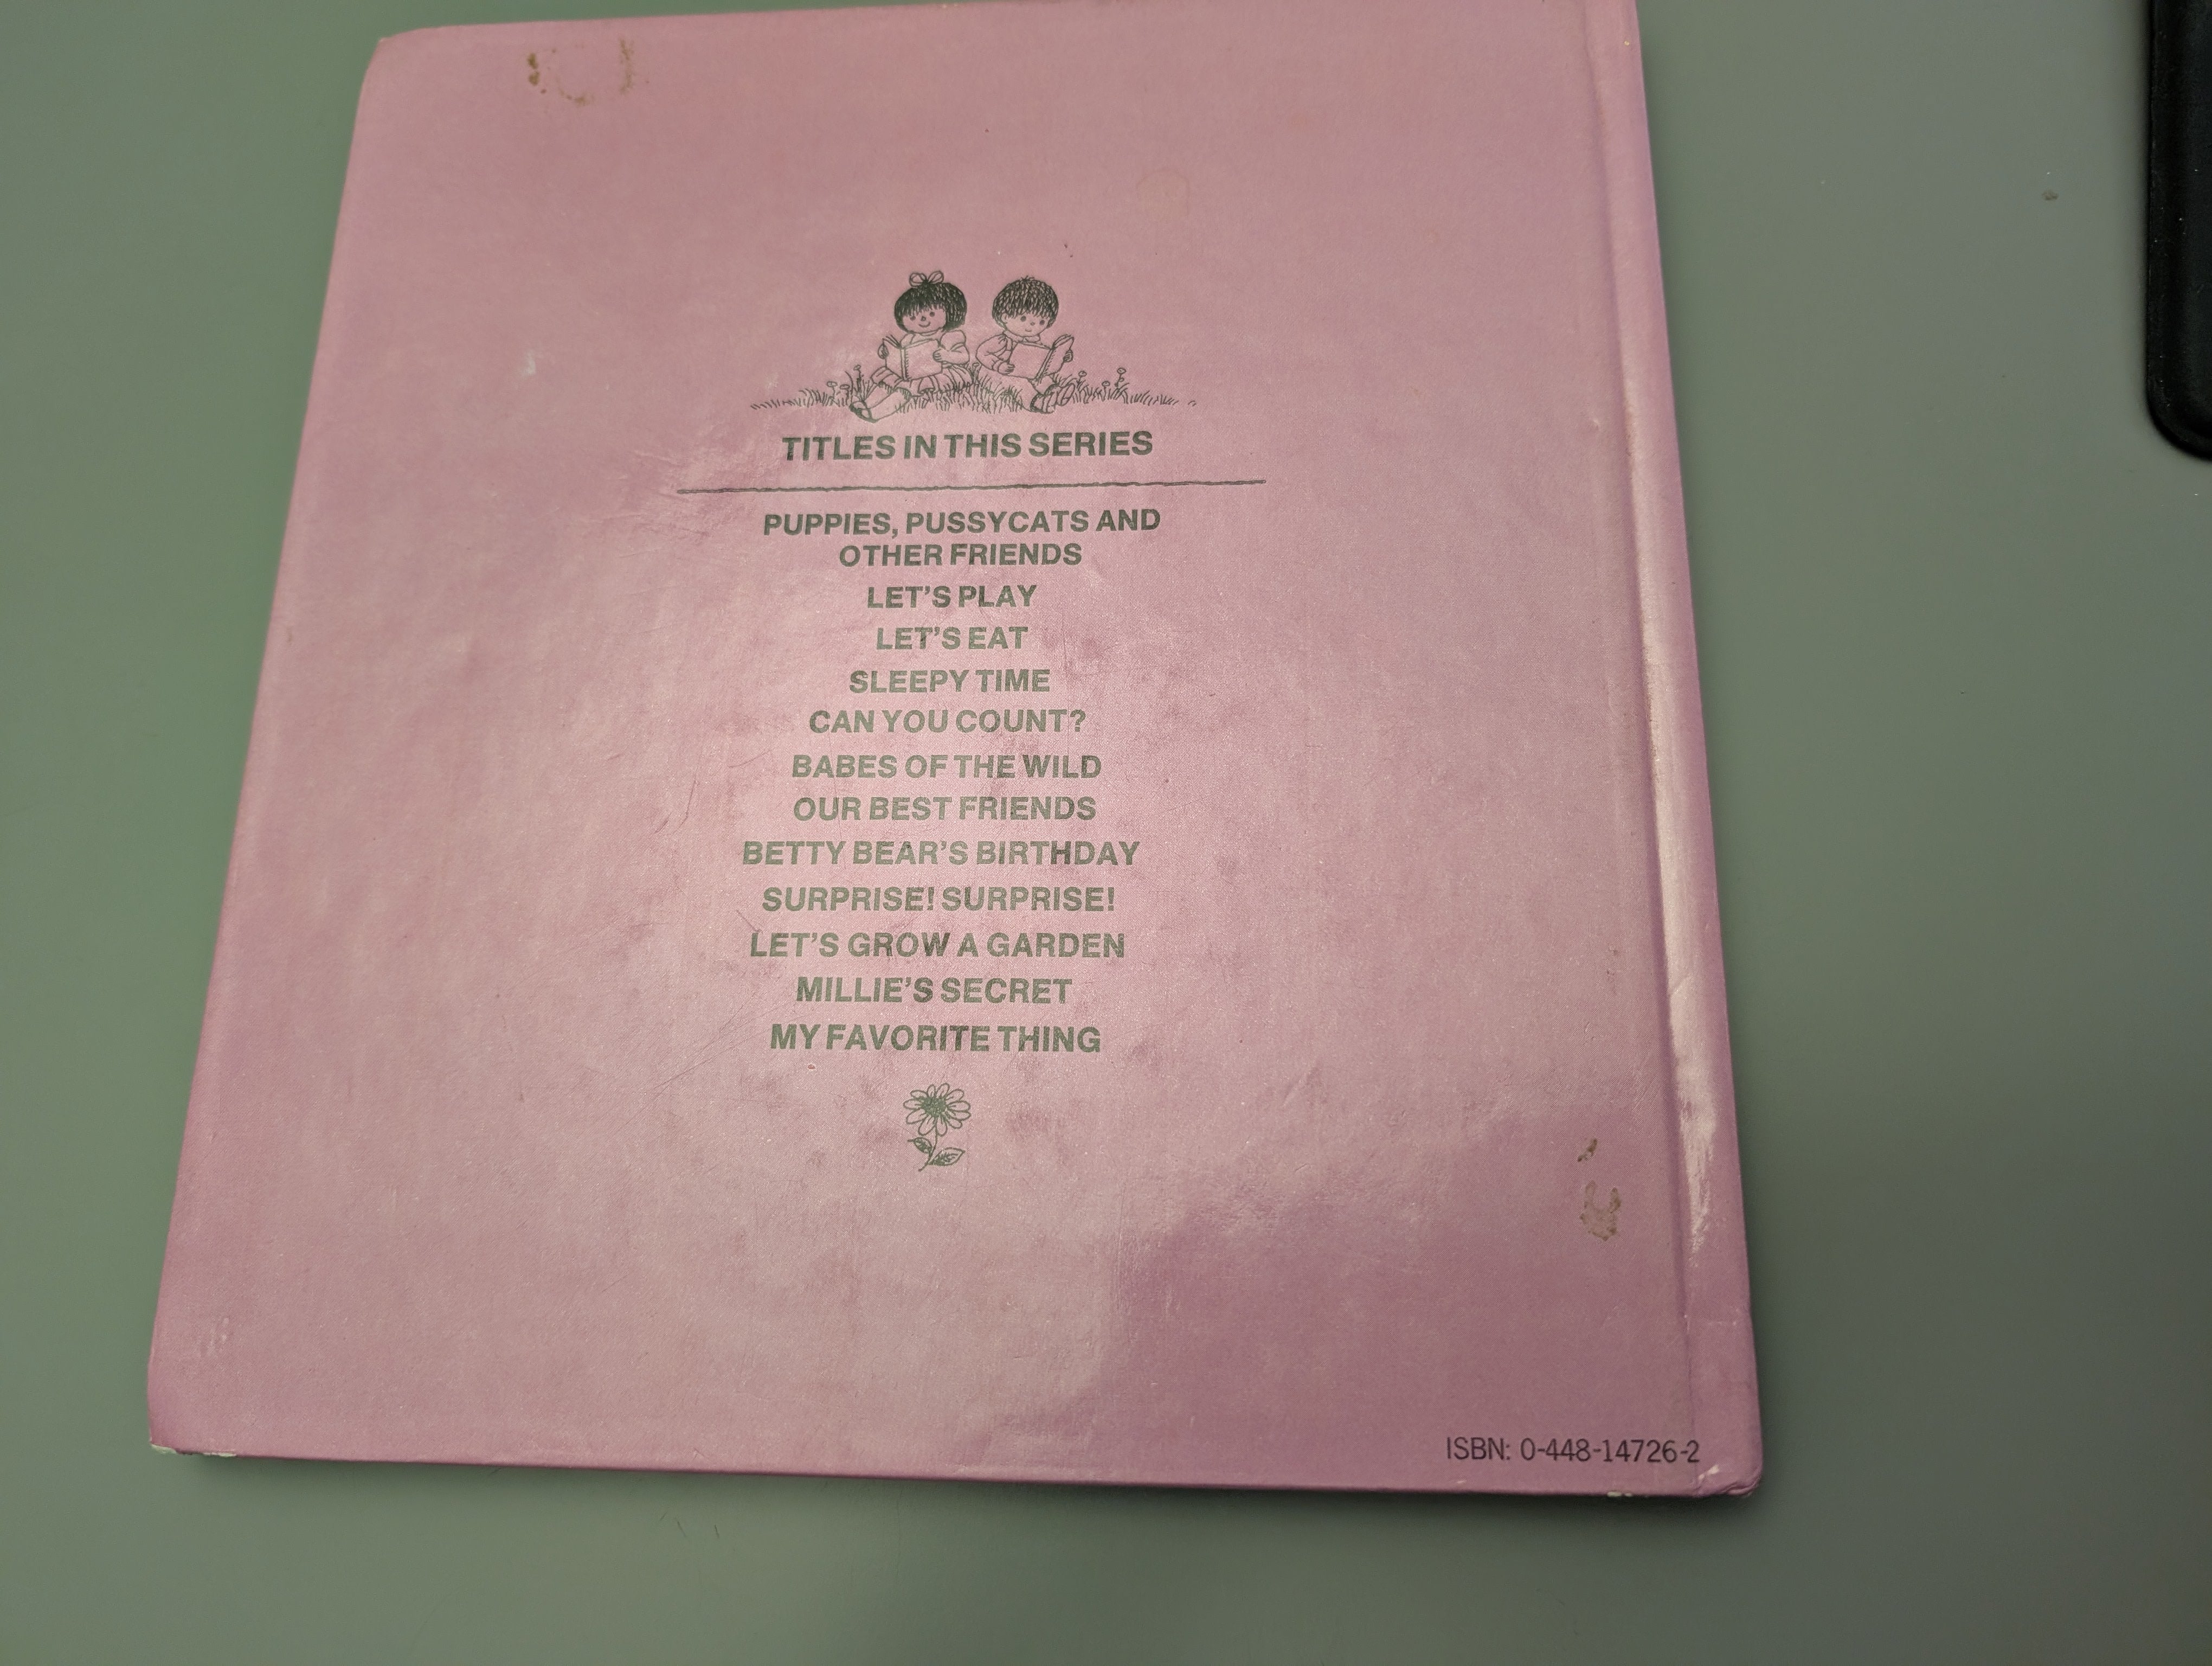 TITLES IN THIS SERIES
PUPPIES, PUSSYCATS AND
OTHER FRIENDS
LET'S PLAY
LET'S EAT
SLEEPY TIME
CAN YOU COUNT?
BABES OF THE WILD
OUR BEST FRIENDS
BETTY BEAR'S BIRTHDAY
SURPRISE! SURPRISE!
LET'S GROW A GARDEN
MILLIE'S SECRET
MY FAVORITE THING
ISBN: 0-448-14726-2